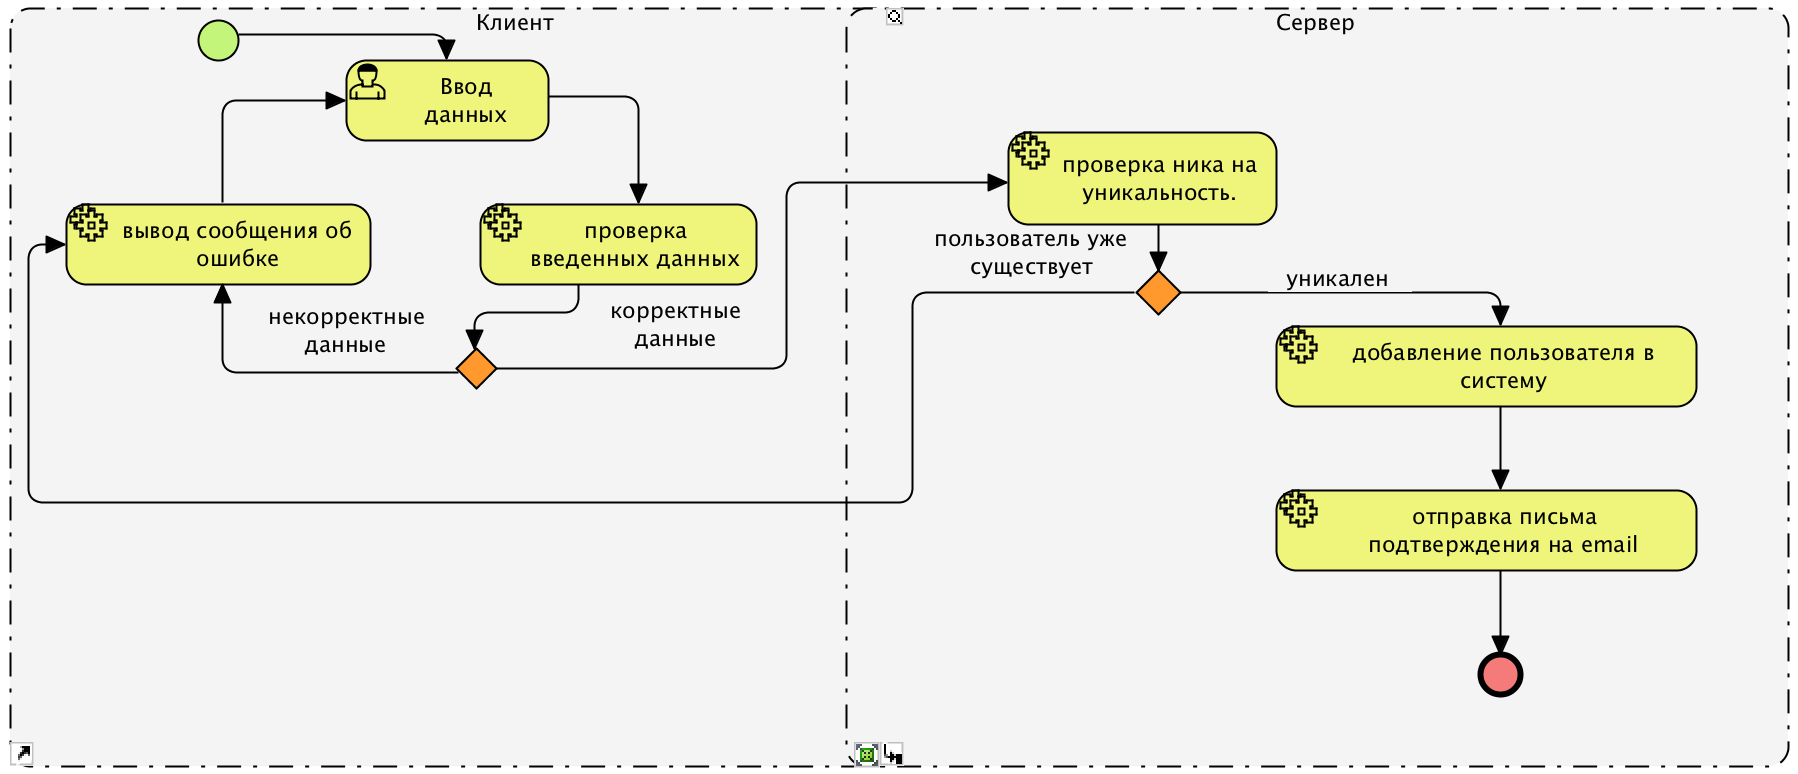 Клиент
Сервер
Ввод
данных
проверка ника на
уникальность.
вывод сообщения об
ошибке
проверка
введенных данных
пользователь уже
существует
уникален
некорректные
данные
корректные
данные
добавление пользователя в
систему
отправка письма
подтверждения на email